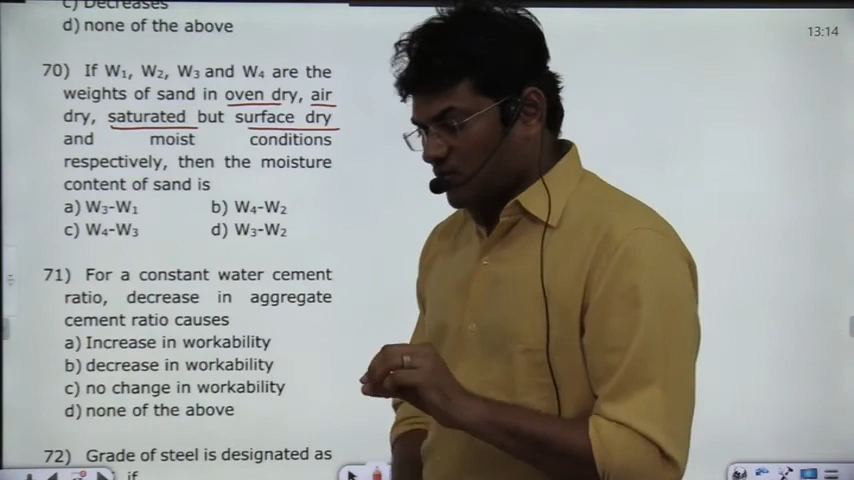 c) Decreases
d) none of the above
13:14
70) If W₁, W₂, W₃ and W₄ are the
weights of sand in oven dry, air
dry, saturated but surface dry
and moist conditions
respectively, then the moisture
content of sand is
a) W₃-W₁ b) W₄-W₂
c) W₄-W₃ d) W₃-W₂
71) For a constant water cement
ratio, decrease in aggregate
cement ratio causes
a) Increase in workability
b) decrease in workability
c) no change in workability
d) none of the above
72) Grade of steel is designated as
if